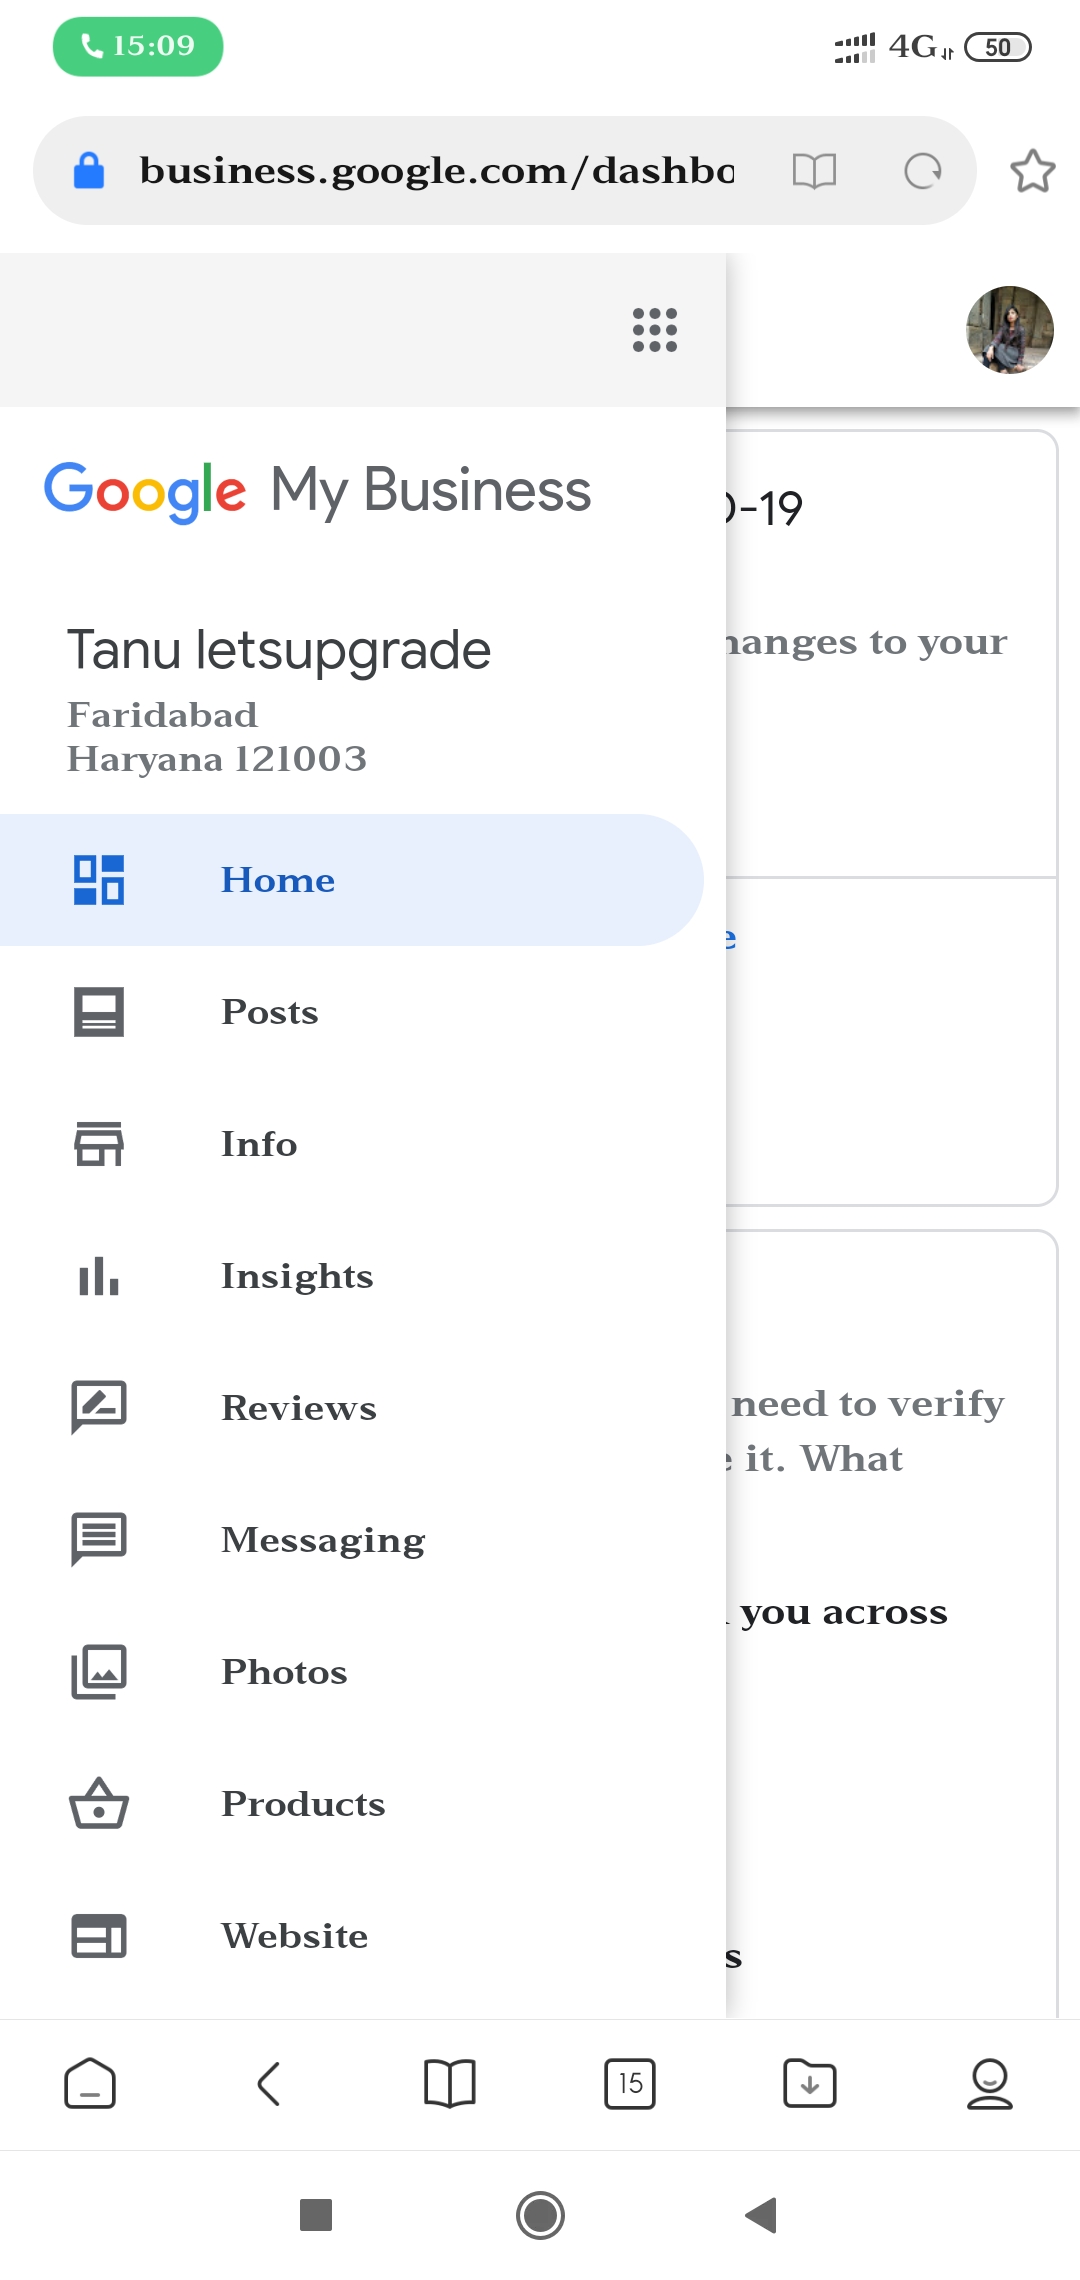 15:09
4G 50
business.google.com/dashbo
Google My Business
-19
Tanu letsupgrade
Faridabad
Haryana 121003
to your
Home
Posts
Info
Insights
Reviews
need to verify
it. What
Messaging
you across
Photos
Products
Website
15